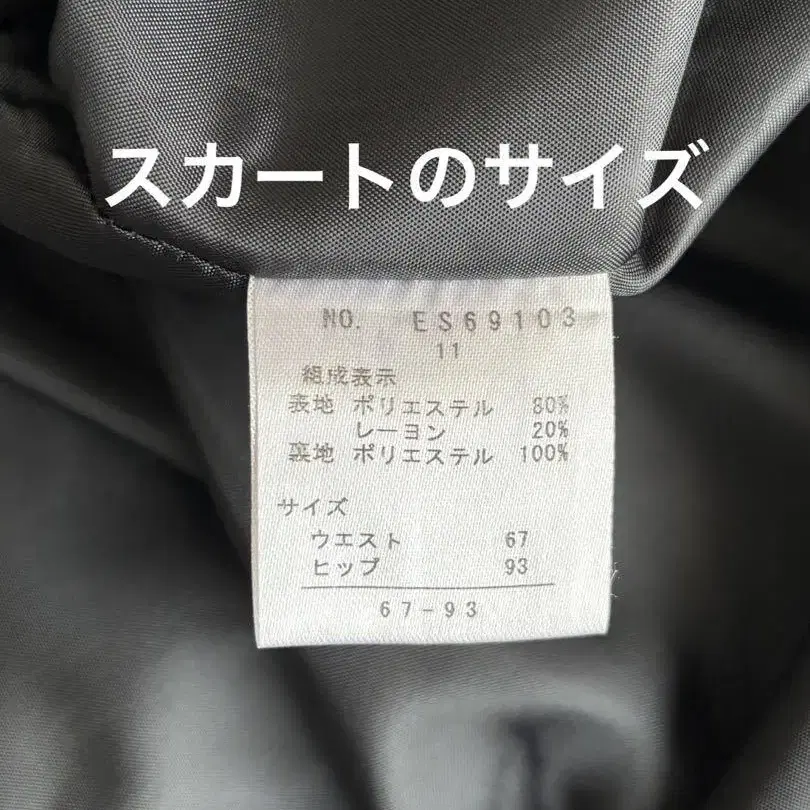 スカートのサイズ
NO. ES69103
11
組成表示
表地 ポリエステル 80%
レーヨン 20%
裏地 ポリエステル 100%
サイズ
ウエスト 67
ヒップ 93
67-93